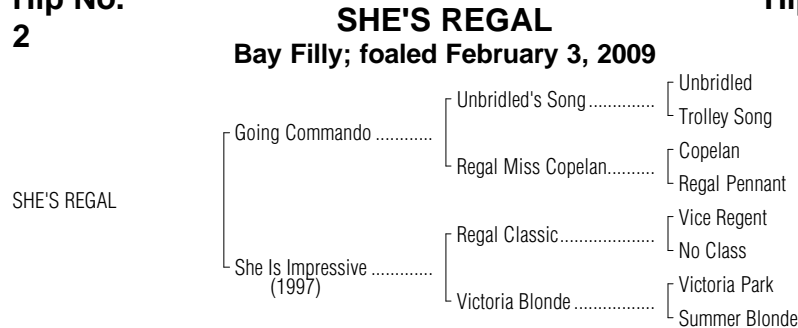 Hip No.
2
SHE'S REGAL
Bay Filly; foaled February 3, 2009
Unbridled
Unbridled's Song..............
Trolley Song
Going Commando ............
Copelan
Regal Miss Copelan..........
Regal Pennant
SHE'S REGAL
Vice Regent
Regal Classic....................
No Class
She Is Impressive .............
(1997)
Victoria Park
Victoria Blonde .................
Summer Blonde